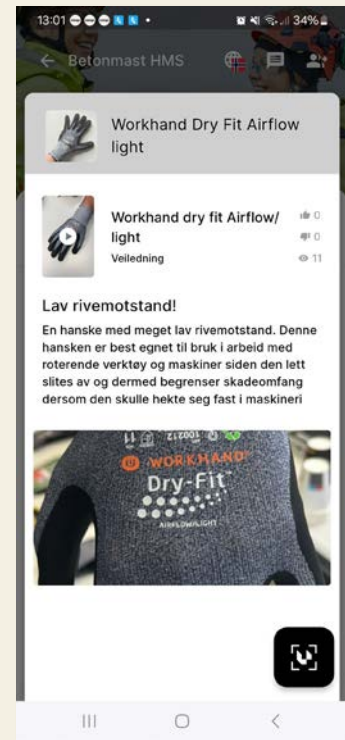 13:01
34%
Betonmast HMS
Workhand Dry Fit Airflow
light
Workhand dry fit Airflow/
light
Veiledning
0
0
11
Lav rivemotstand!
En hanske med meget lav rivemotstand. Denne
hansken er best egnet til bruk i arbeid med
roterende verktøy og maskiner siden den lett
slites av og dermed begrenser skadeomfang
dersom den skulle hekte seg fast i maskineri
WORKHAND
Dry-Fit
AIRFLOW/LIGHT